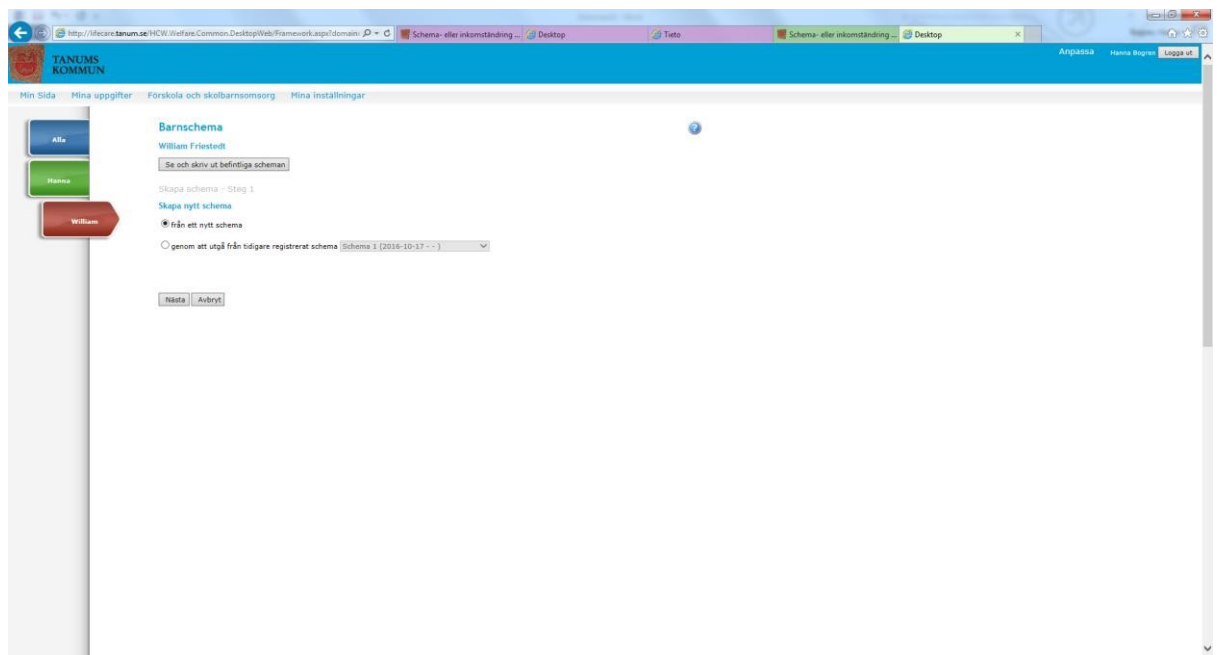 http://lifecare.tanum.se/HCW.Welfare.Common.DesktopWeb/Framework.aspx?domain=
Schema- eller inkomständring ...
Desktop
Tieto
Schema- eller inkomständring ...
Desktop
TANUMS
KOMMUN
Anpassa Hanna Bogren Logga ut
Min Sida Mina uppgifter Förskola och skolbarnsomsorg Mina inställningar
Alla
Hanna
William
Barnschema
William Friestedt
Se och skriv ut befintliga scheman
Skapa schema - Steg 1
Skapa nytt schema
från ett nytt schema
genom att utgå från tidigare registrerat schema Schema 1 (2016-10-17 - - )
Nästa Avbryt